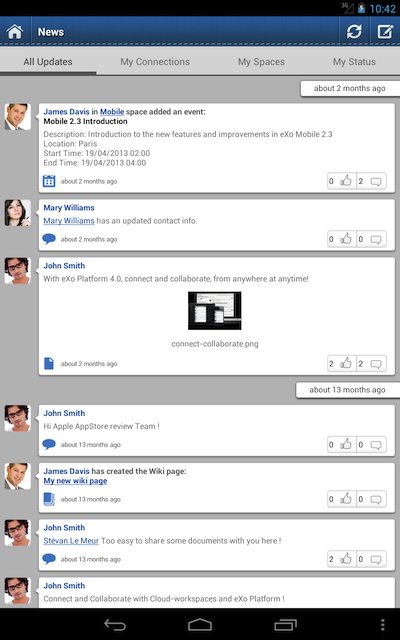 3G 10:42
News
All Updates My Connections My Spaces My Status
about 2 months ago
James Davis in Mobile space added an event:
Mobile 2.3 Introduction
Description: Introduction to the new features and improvements in eXo Mobile 2.3
Location: Paris
Start Time: 19/04/2013 02:00
End Time: 19/04/2013 04:00
about 2 months ago 0 2
Mary Williams
Mary Williams has an updated contact info.
about 2 months ago 0 0
John Smith
With eXo Platform 4.0, connect and collaborate, from anywhere at anytime!
connect-collaborate.png
about 2 months ago 2 2
about 13 months ago
John Smith
Hi Apple AppStore review Team !
about 13 months ago 0 0
James Davis has created the Wiki page:
My new wiki page
about 13 months ago 0 0
John Smith
Stévan Le Meur Too easy to share some documents with you here !
about 13 months ago 2 0
John Smith
Connect and Collaborate with Cloud-workspaces and eXo Platform !